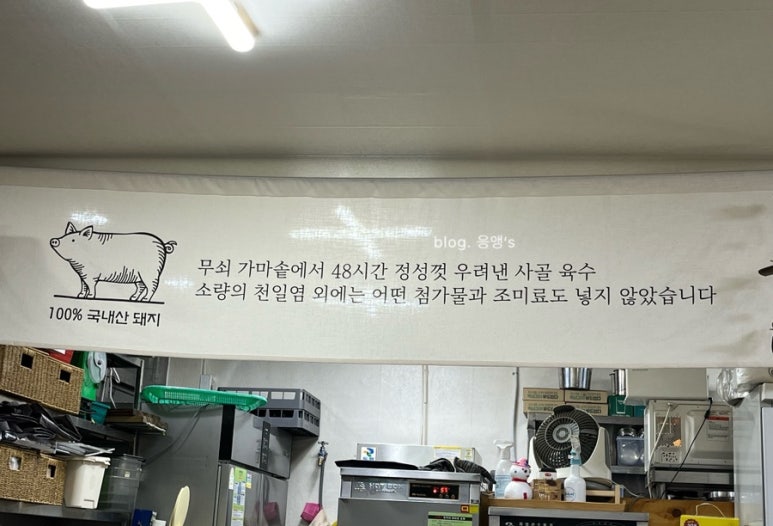 blog. 응앵's
무쇠 가마솥에서 48시간 정성껏 우려낸 사골 육수
소량의 천일염 외에는 어떤 첨가물과 조미료도 넣지 않았습니다
100% 국내산 돼지